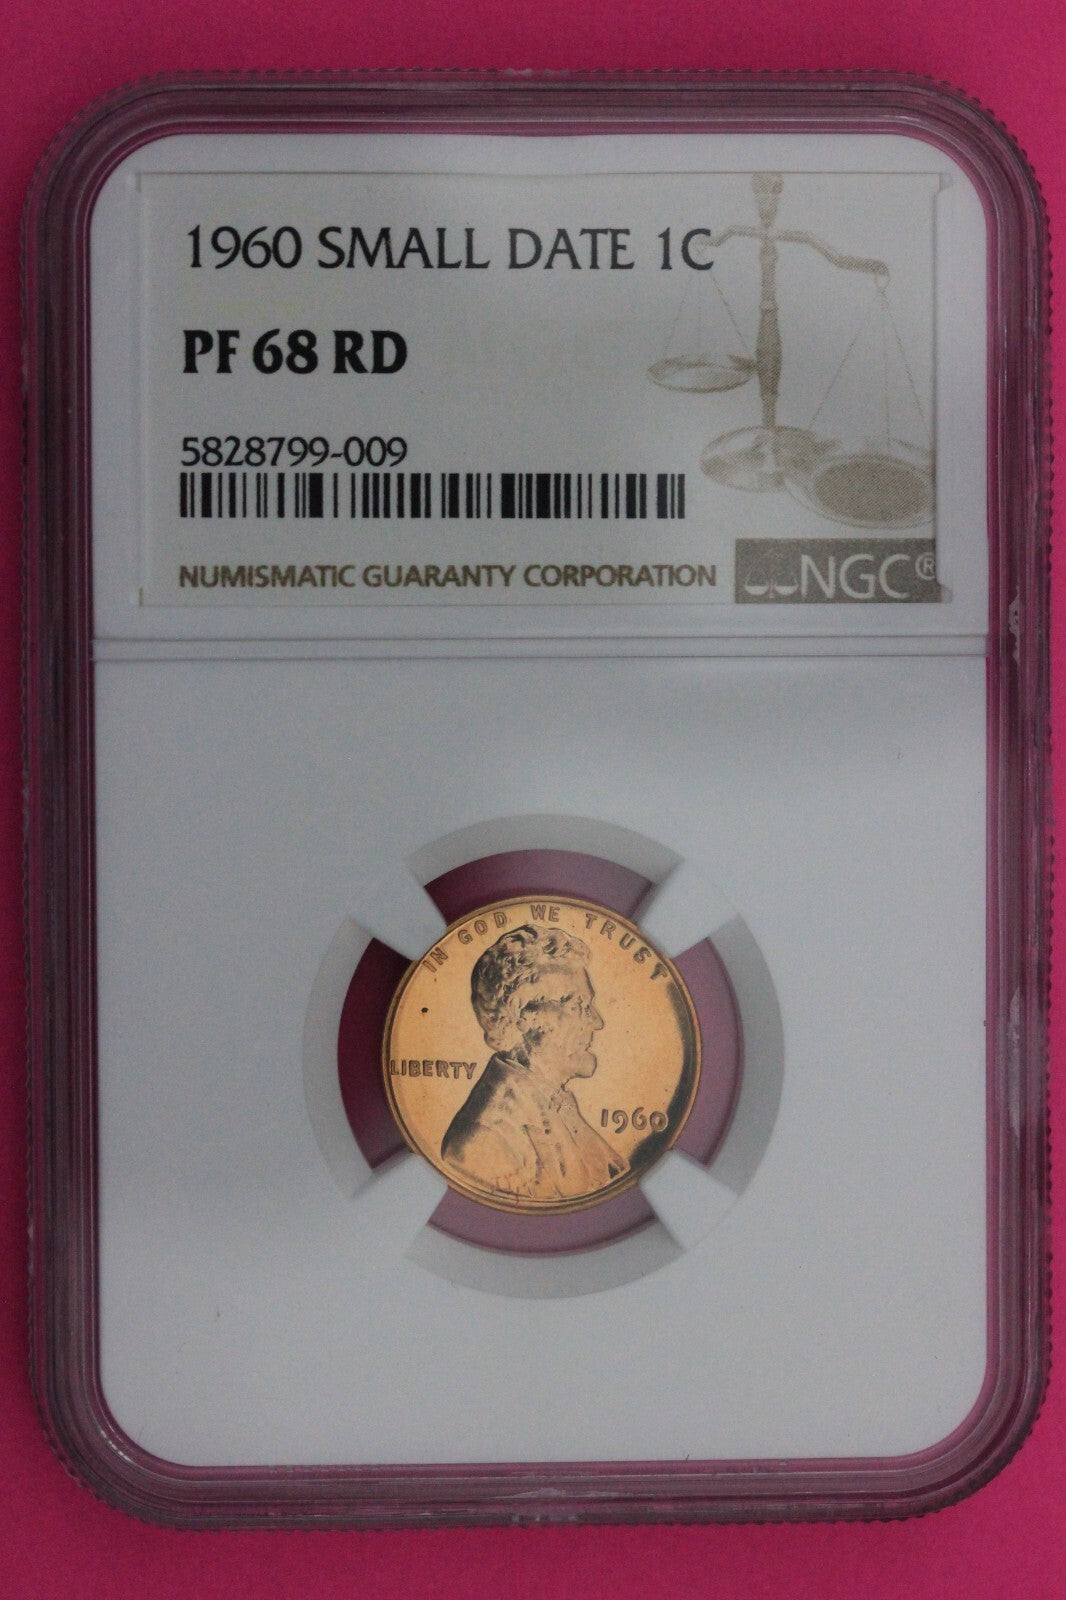 1960 SMALL DATE 1C
PF 68 RD
5828799-009
NUMISMATIC GUARANTY CORPORATION
NGC®
IN GOD WE TRUST
LIBERTY
1960